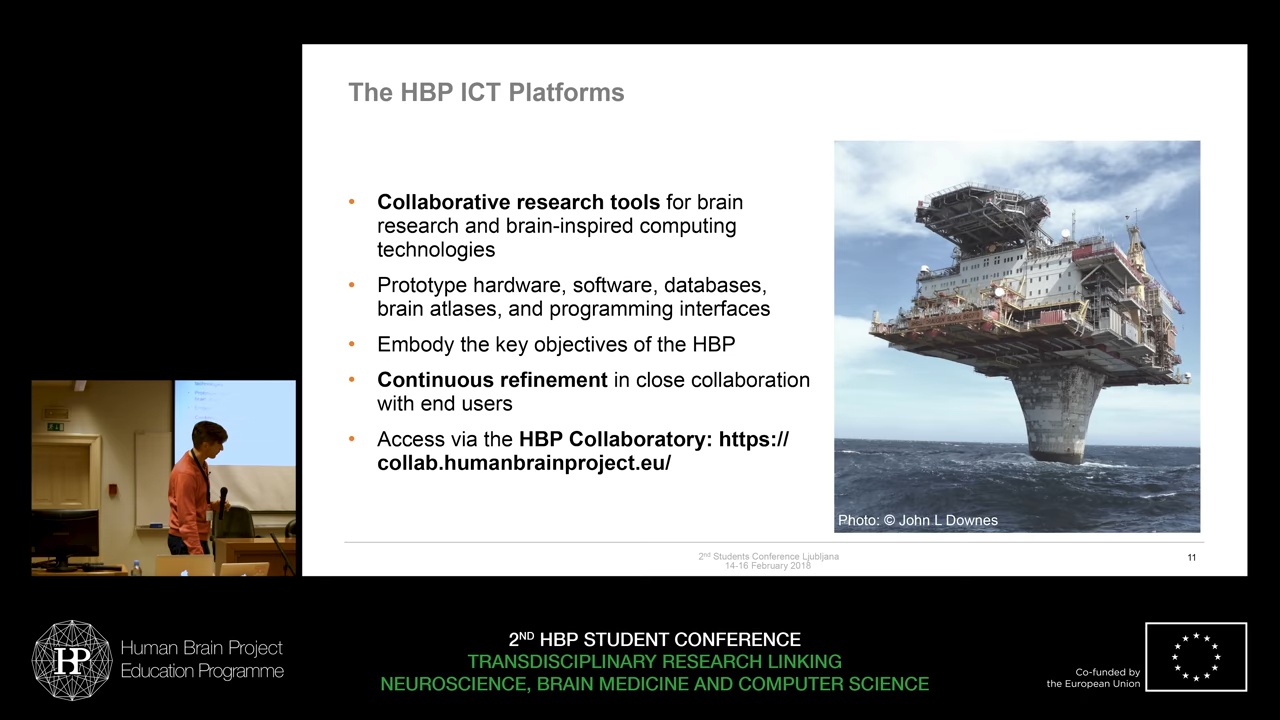 The HBP ICT Platforms
• Collaborative research tools for brain
research and brain-inspired computing
technologies
• Prototype hardware, software, databases,
brain atlases, and programming interfaces
• Embody the key objectives of the HBP
• Continuous refinement in close collaboration
with end users
• Access via the HBP Collaboratory: https://
collab.humanbrainproject.eu/
Photo: © John L Downes
2nd Students Conference Ljubljana
14-16 February 2018
11
HBP
Human Brain Project
Education Programme
2ND HBP STUDENT CONFERENCE
TRANSDISCIPLINARY RESEARCH LINKING
NEUROSCIENCE, BRAIN MEDICINE AND COMPUTER SCIENCE
Co-funded by
the European Union